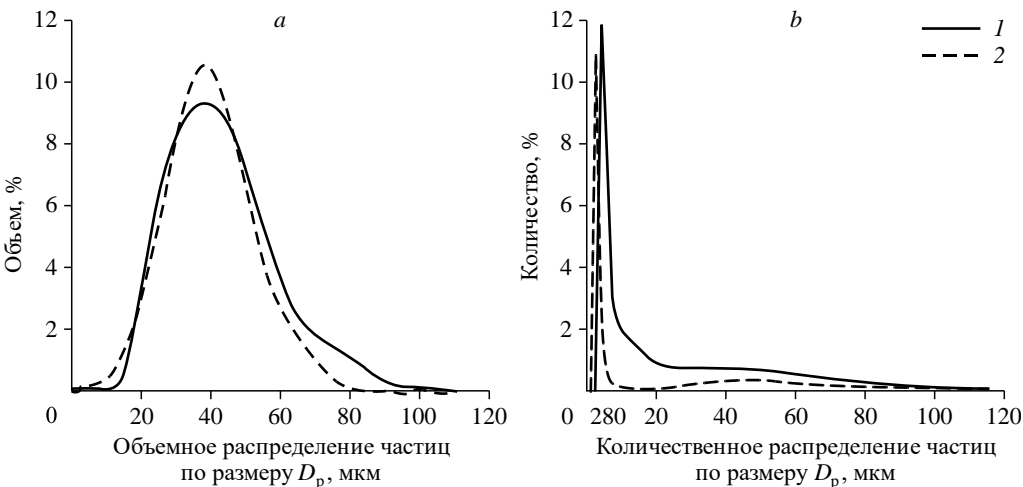 a
12
10
8
6
4
2
0
20
40
60
80
100
120
Объем, %
Объемное распределение частиц
по размеру Dp, мкм
b
1
2
12
10
8
6
4
2
0 280 20 40 60 80 100 120
Количество, %
Количественное распределение частиц
по размеру Dp, мкм